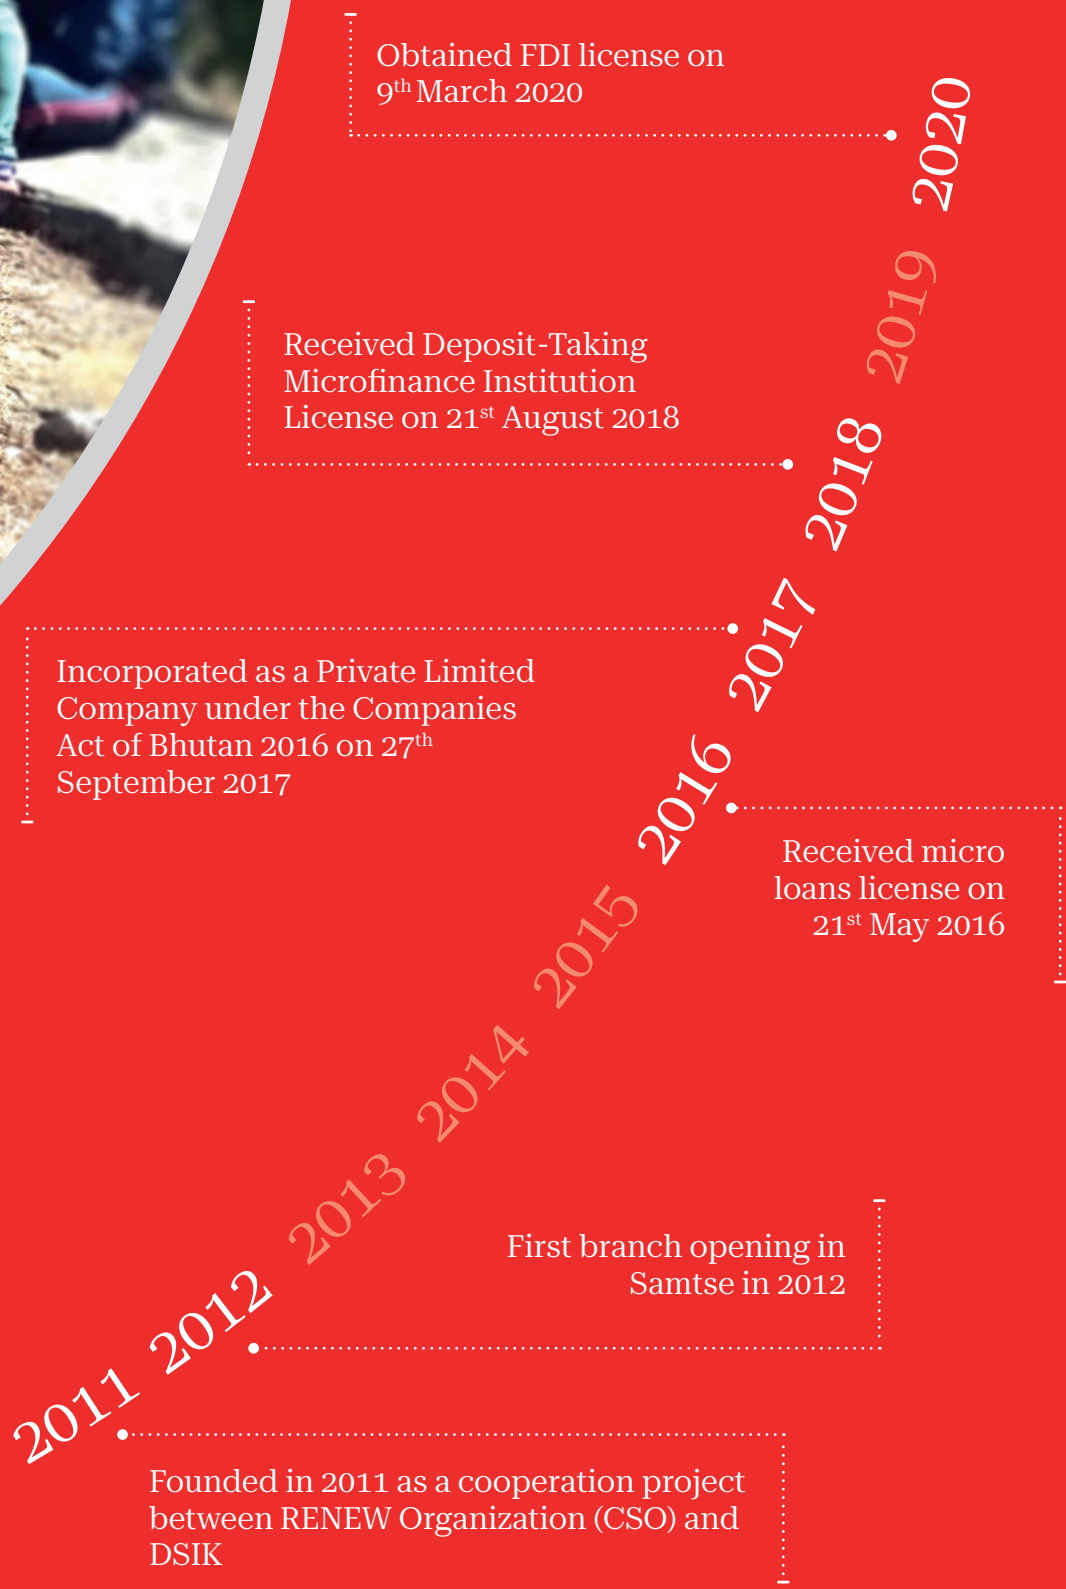 Obtained FDI license on
9th March 2020
2020
2019
Received Deposit-Taking
Microfinance Institution
License on 21st August 2018
2018
2017
Incorporated as a Private Limited
Company under the Companies
Act of Bhutan 2016 on 27th
September 2017
2016
Received micro
loans license on
21st May 2016
2015
2014
2013
First branch opening in
Samtse in 2012
2012
2011
Founded in 2011 as a cooperation project
between RENEW Organization (CSO) and
DSIK